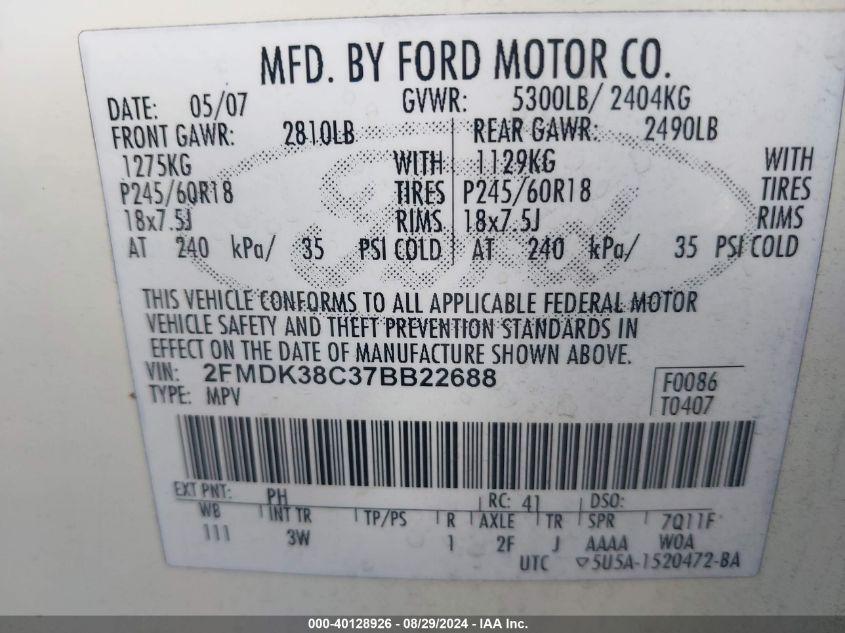 MFD. BY FORD MOTOR CO.
DATE: 05/07 GVWR: 5300LB/ 2404KG
FRONT GAWR: 2810LB REAR GAWR: 2490LB
1275KG WITH 1129KG WITH
P245/60R18 TIRES P245/60R18 TIRES
18x7.5J RIMS 18x7.5J RIMS
AT 240 kPa/ 35 PSI COLD AT 240 kPa/ 35 PSI COLD
Ford
THIS VEHICLE CONFORMS TO ALL APPLICABLE FEDERAL MOTOR
VEHICLE SAFETY AND THEFT PREVENTION STANDARDS IN
EFFECT ON THE DATE OF MANUFACTURE SHOWN ABOVE.
VIN: 2FMDK38C37BB22688 F0086
TYPE: MPV T0407
EXT PNT: PH RC: 41 DSO:
WB INT TR TP/PS R AXLE TR SPR 7Q11F
111 3W 1 2F J AAAA WOA
UTC ▽5U5A-1520472-BA
000-40128926 - 08/29/2024 - IAA Inc.